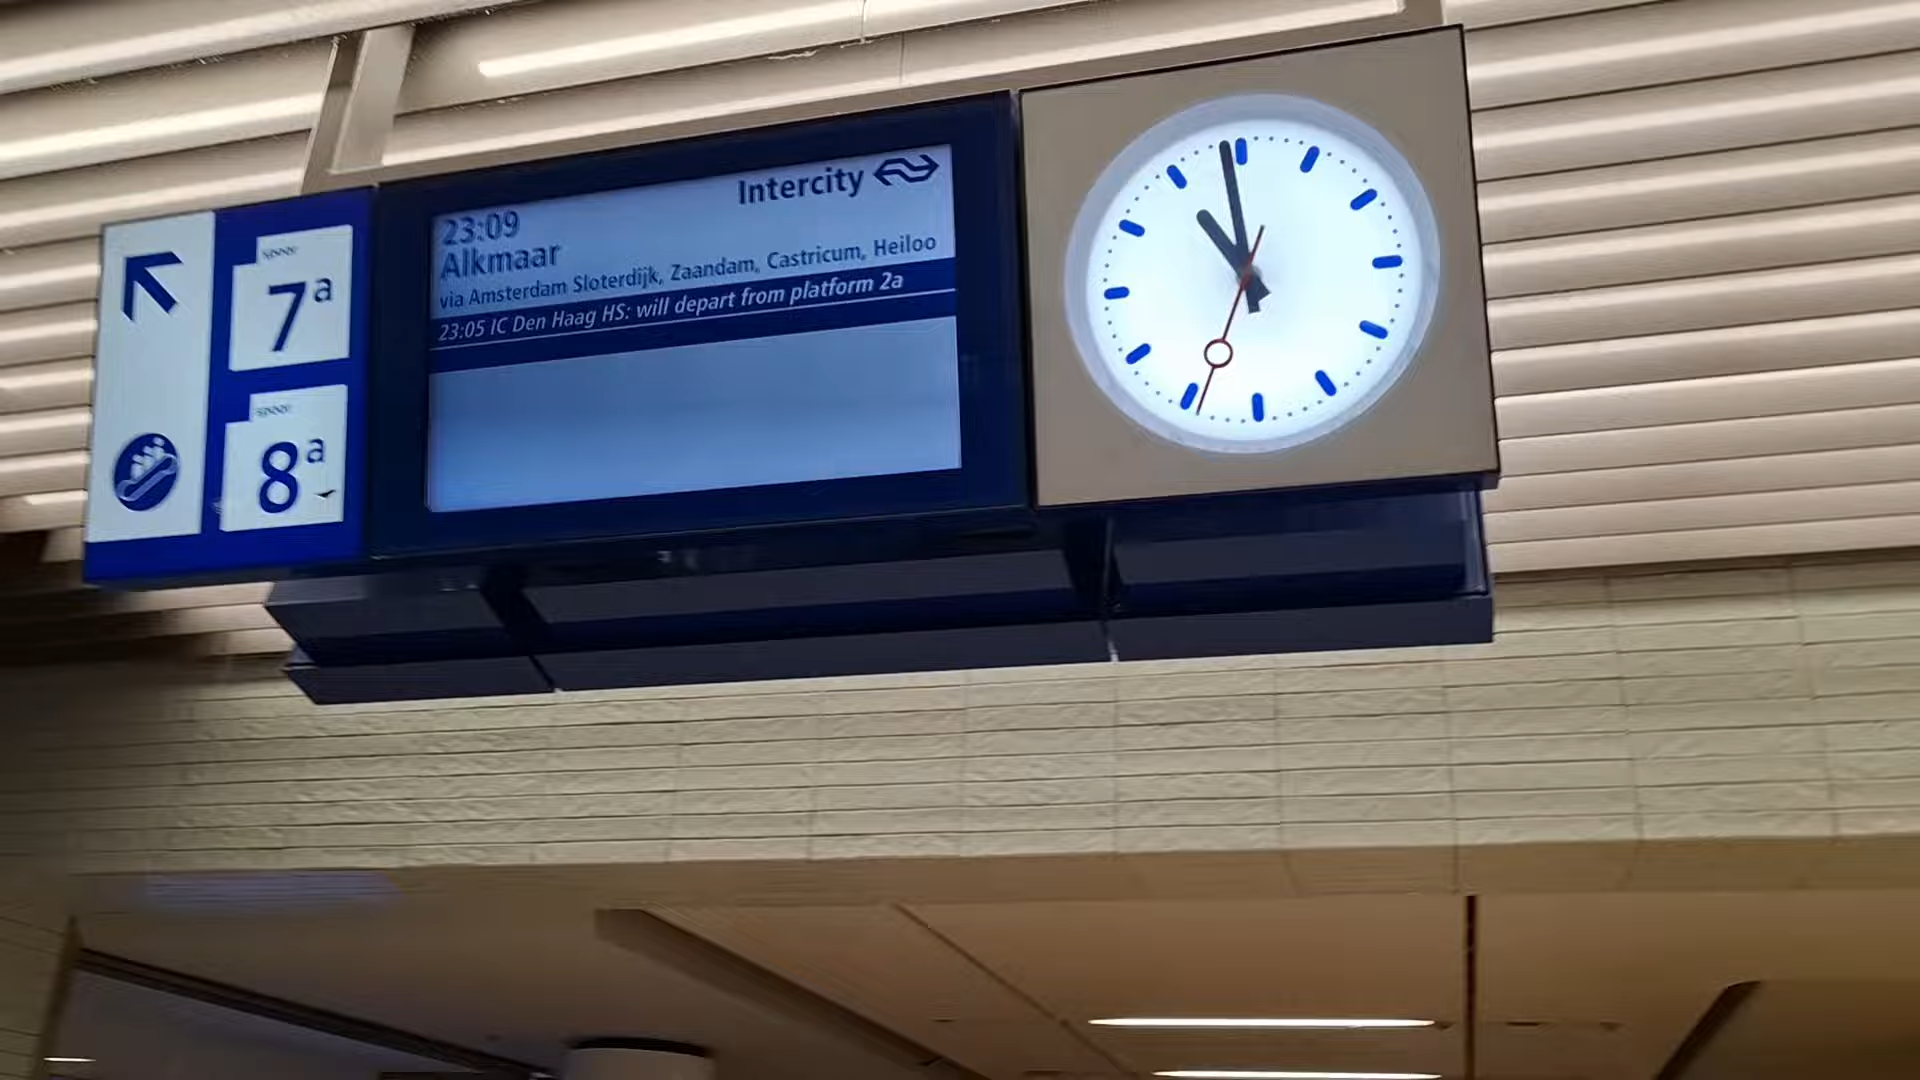 7a
8a
Intercity
23:09
Alkmaar
via Amsterdam Sloterdijk, Zaandam, Castricum, Heiloo
23:05 IC Den Haag HS: will depart from platform 2a